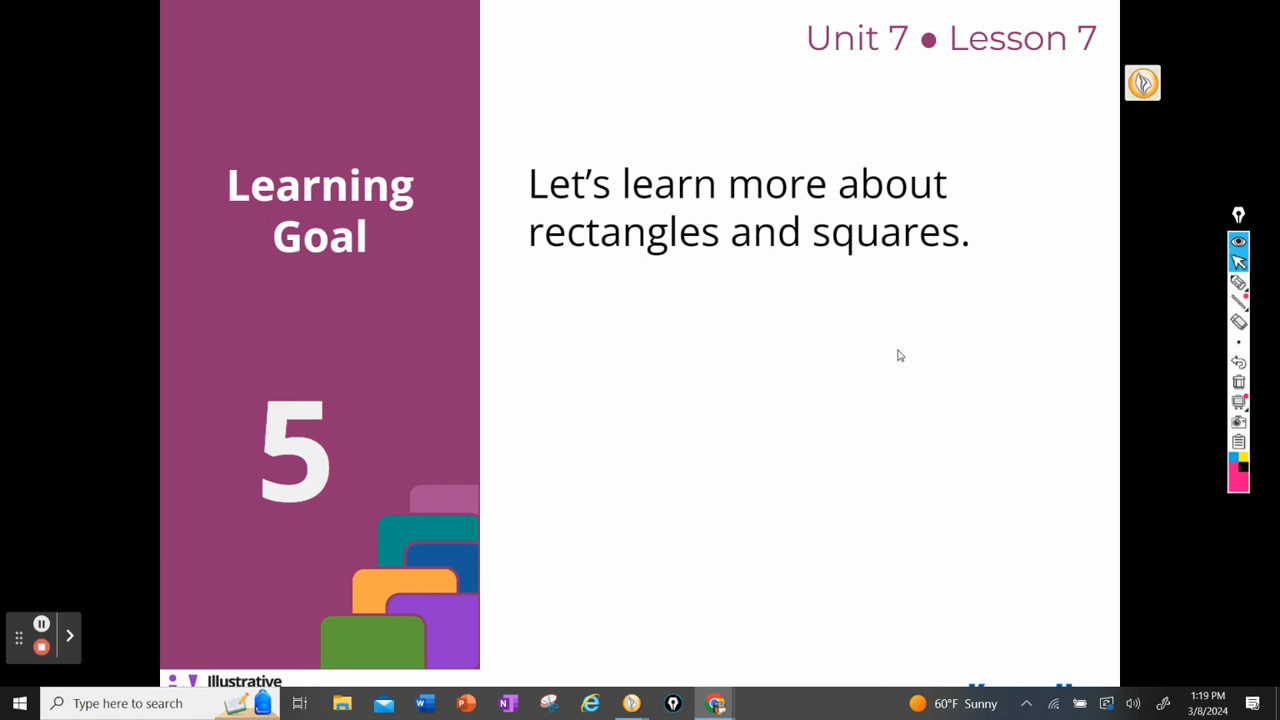 Unit 7 ● Lesson 7
Learning
Goal
Let's learn more about
rectangles and squares.
5
Illustrative
Type here to search
60°F Sunny
1:19 PM
3/8/2024